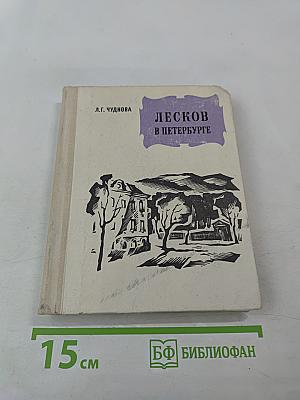 Л.Г. ЧУДНОВА
ЛЕСКОВ
В ПЕТЕРБУРГЕ
15 см
БФ БИБЛИОФАН